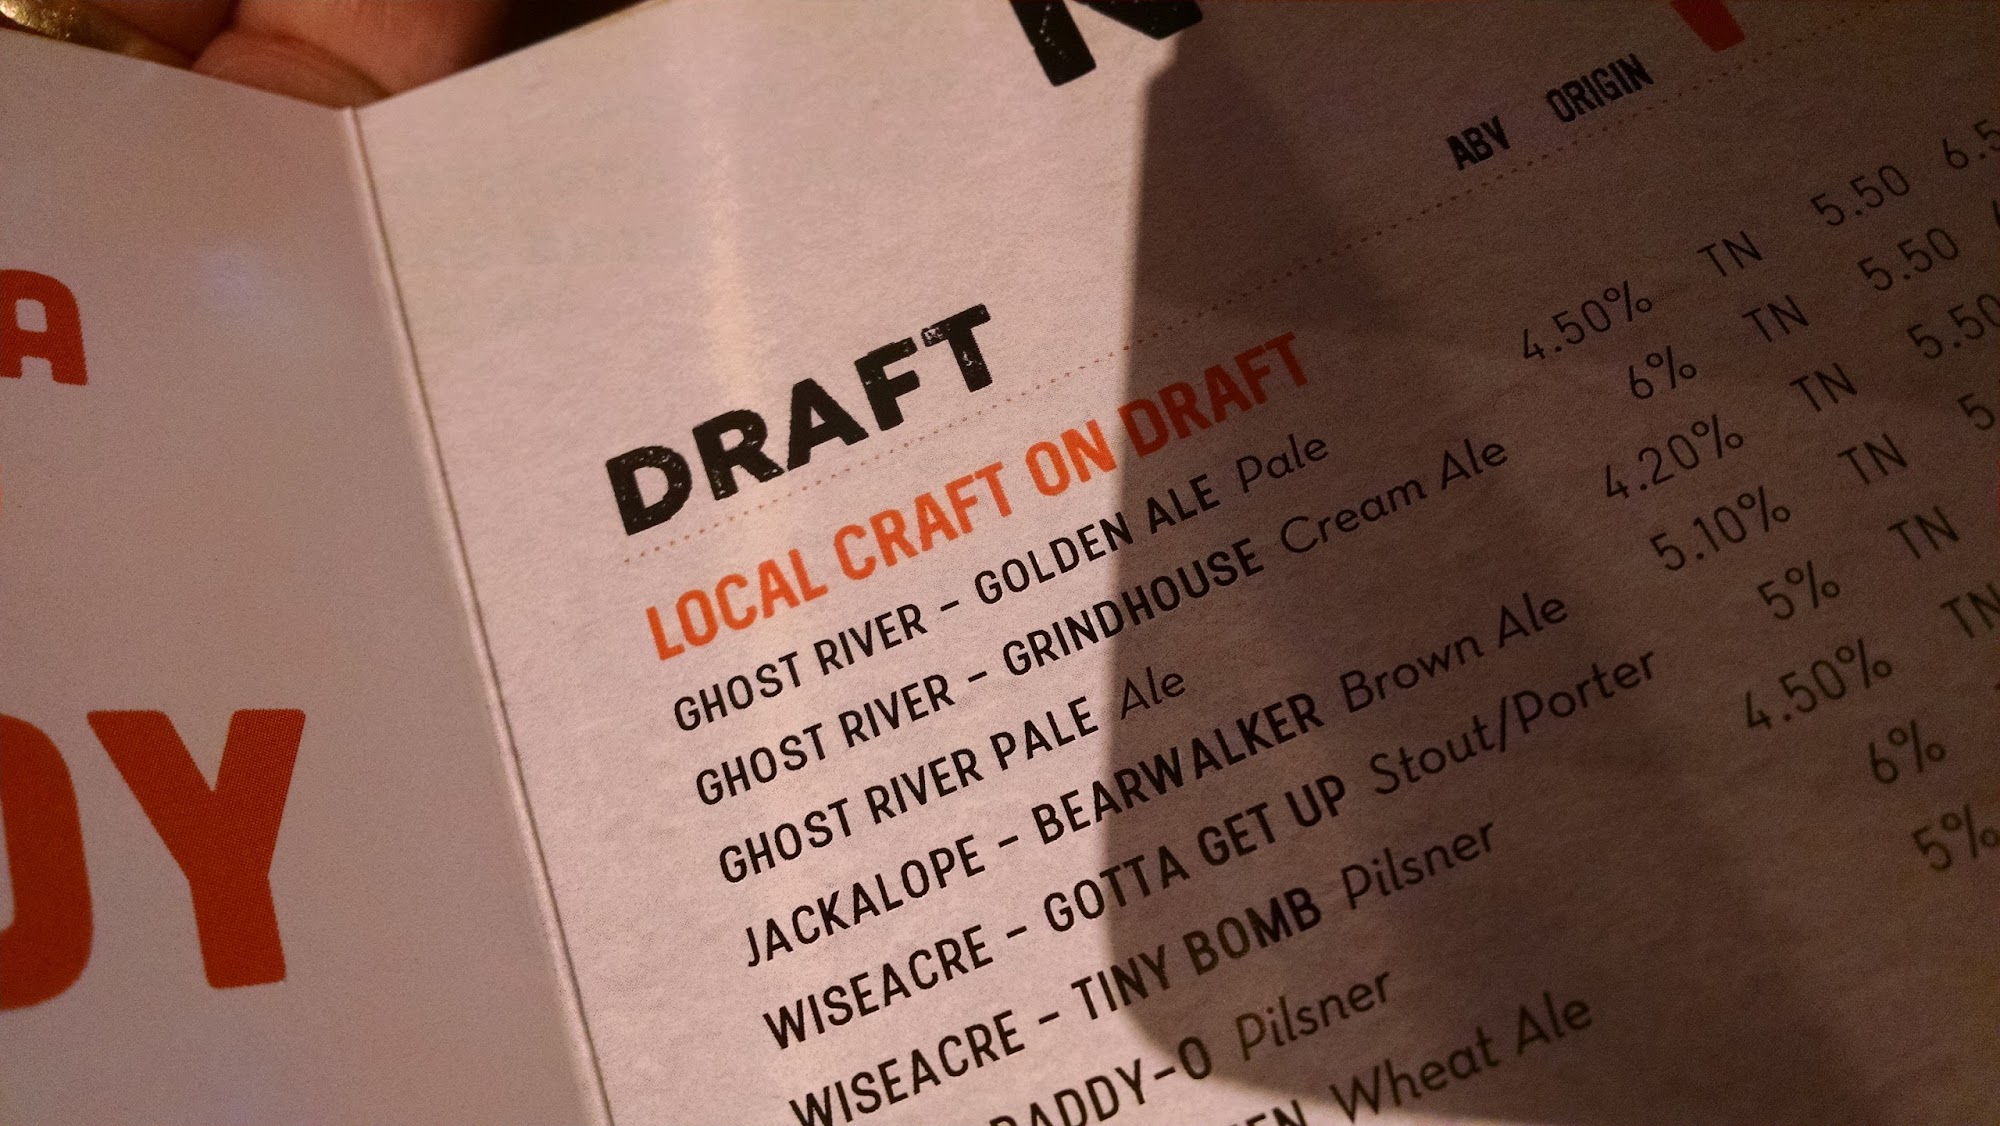 DRAFT ABV ORIGIN
LOCAL CRAFT ON DRAFT
GHOST RIVER - GOLDEN ALE Pale 4.50% TN 5.50
GHOST RIVER - GRINDHOUSE Cream Ale 6% TN 5.50
GHOST RIVER PALE Ale 4.20% TN 5.50
JACKALOPE - BEARWALKER Brown Ale 5.10% TN
WISEACRE - GOTTA GET UP Stout/Porter 5% TN
WISEACRE - TINY BOMB Pilsner 4.50% TN
DADDY-O Pilsner 6%
Wheat Ale 5%